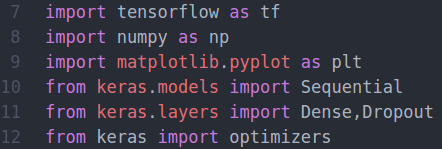 7 import tensorflow as tf
8 import numpy as np
9 import matplotlib.pyplot as plt
10 from keras.models import Sequential
11 from keras.layers import Dense,Dropout
12 from keras import optimizers